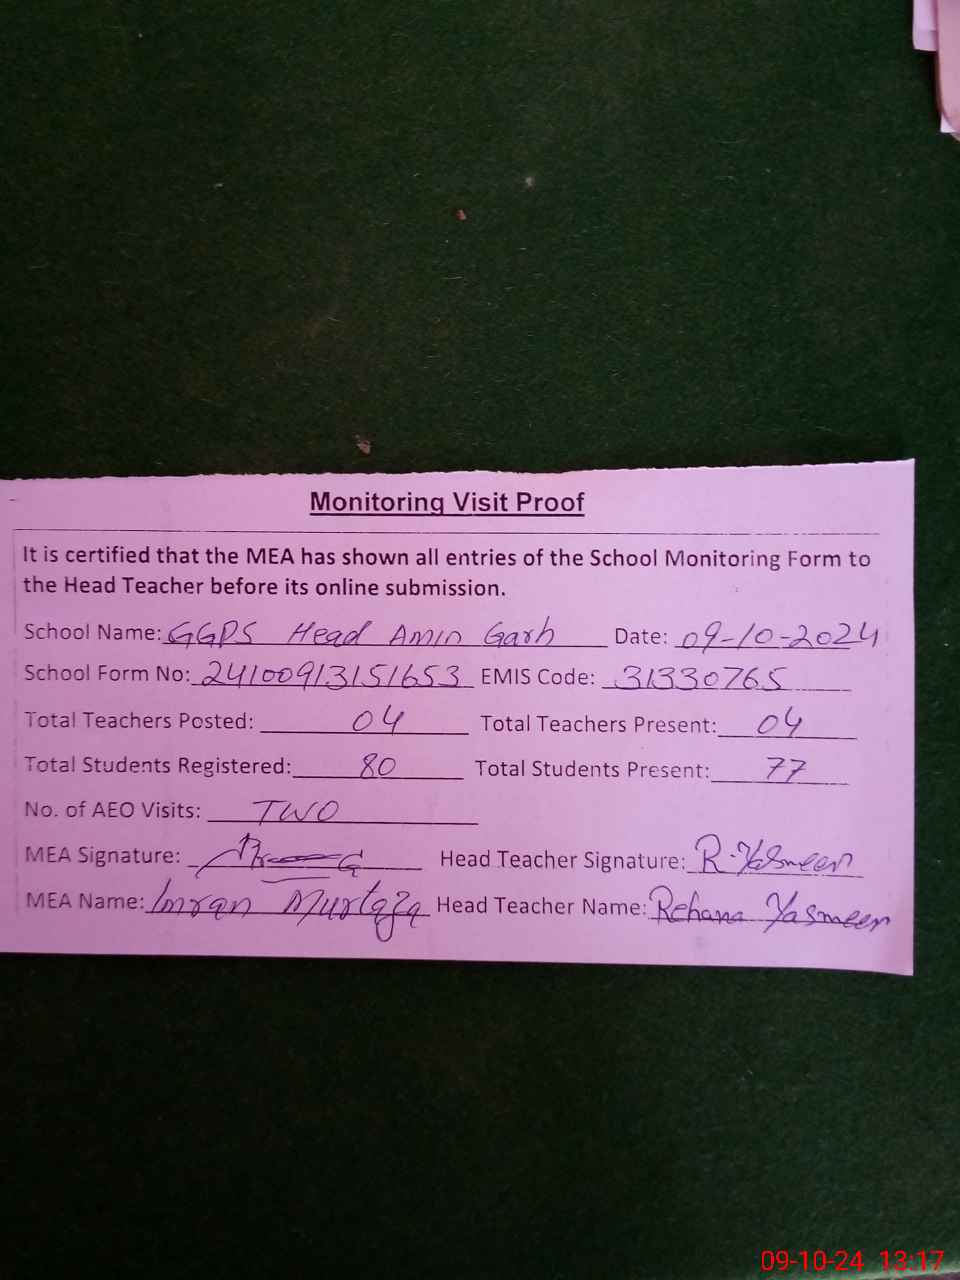 Monitoring Visit Proof
It is certified that the MEA has shown all entries of the School Monitoring Form to
the Head Teacher before its online submission.
School Name: GGPS Head Amin Garh Date: 09-10-2024
School Form No: 24100913151653 EMIS Code: 31330765
Total Teachers Posted: 04 Total Teachers Present: 04
Total Students Registered: 80 Total Students Present: 77
No. of AEO Visits: TWO
MEA Signature: Head Teacher Signature: R-Yasmeen
MEA Name: Imran Murtaza Head Teacher Name: Rehana Yasmeen
09-10-24 13:17